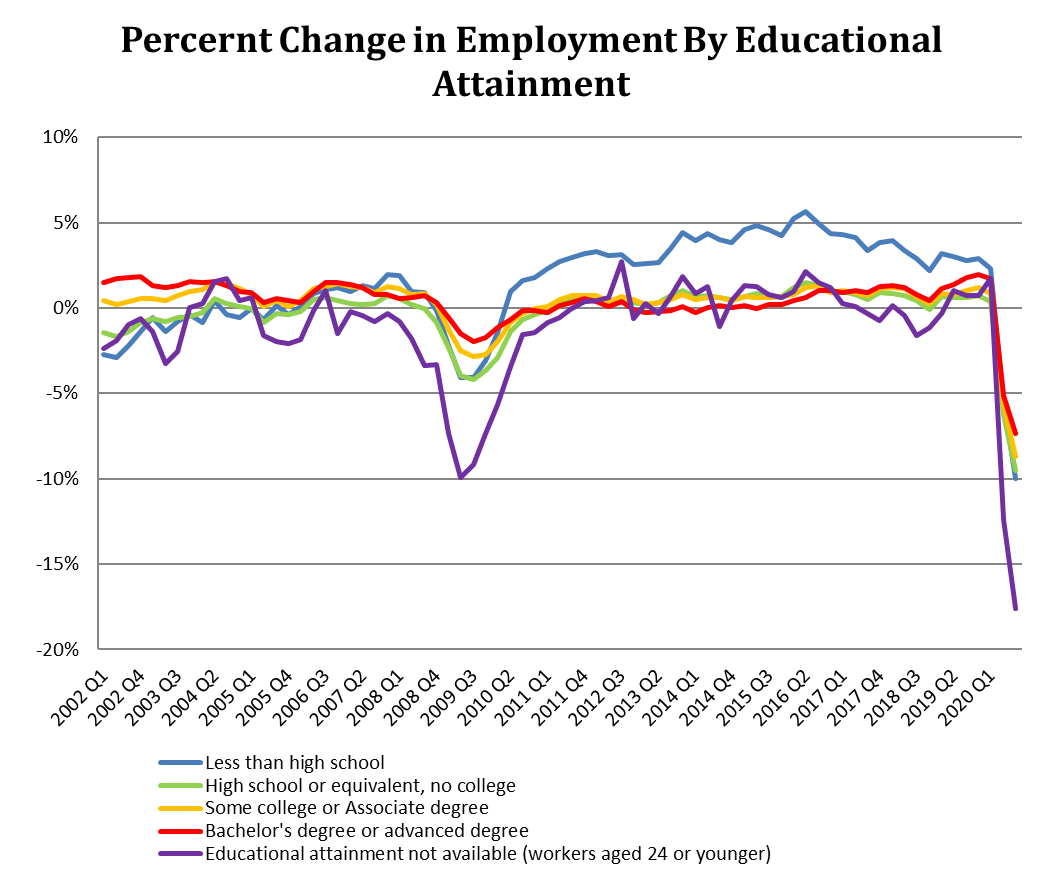 Percernt Change in Employment By Educational
Attainment
10%
5%
0%
-5%
-10%
-15%
-20%
2002 Q1
2002 Q4
2003 Q3
2004 Q2
2005 Q1
2005 Q4
2006 Q3
2007 Q2
2008 Q1
2008 Q4
2009 Q3
2010 Q2
2011 Q1
2011 Q4
2012 Q3
2013 Q2
2014 Q1
2014 Q4
2015 Q3
2016 Q2
2017 Q1
2017 Q4
2018 Q3
2019 Q2
2020 Q1
Less than high school
High school or equivalent, no college
Some college or Associate degree
Bachelor's degree or advanced degree
Educational attainment not available (workers aged 24 or younger)